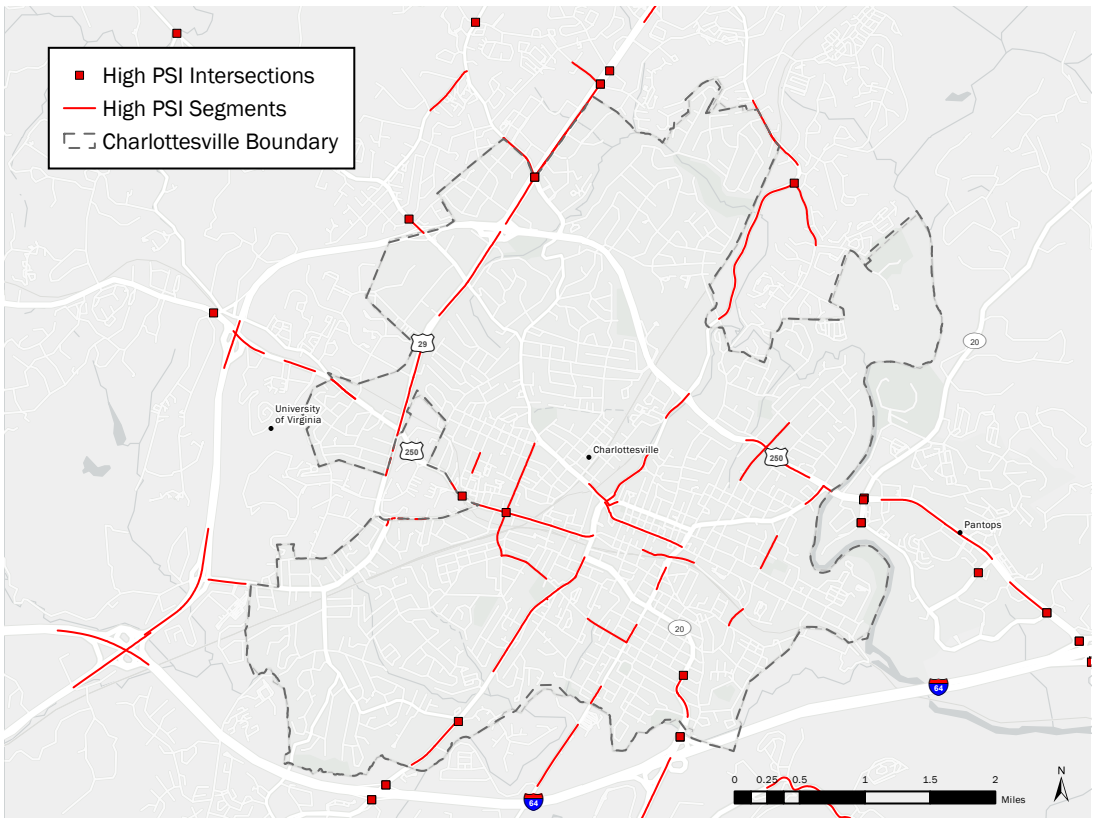 High PSI Intersections
High PSI Segments
Charlottesville Boundary
20
29
University
of Virginia
250
Charlottesville
250
Pantops
20
64
64
0 0.25 0.5 1 1.5 2
Miles
N